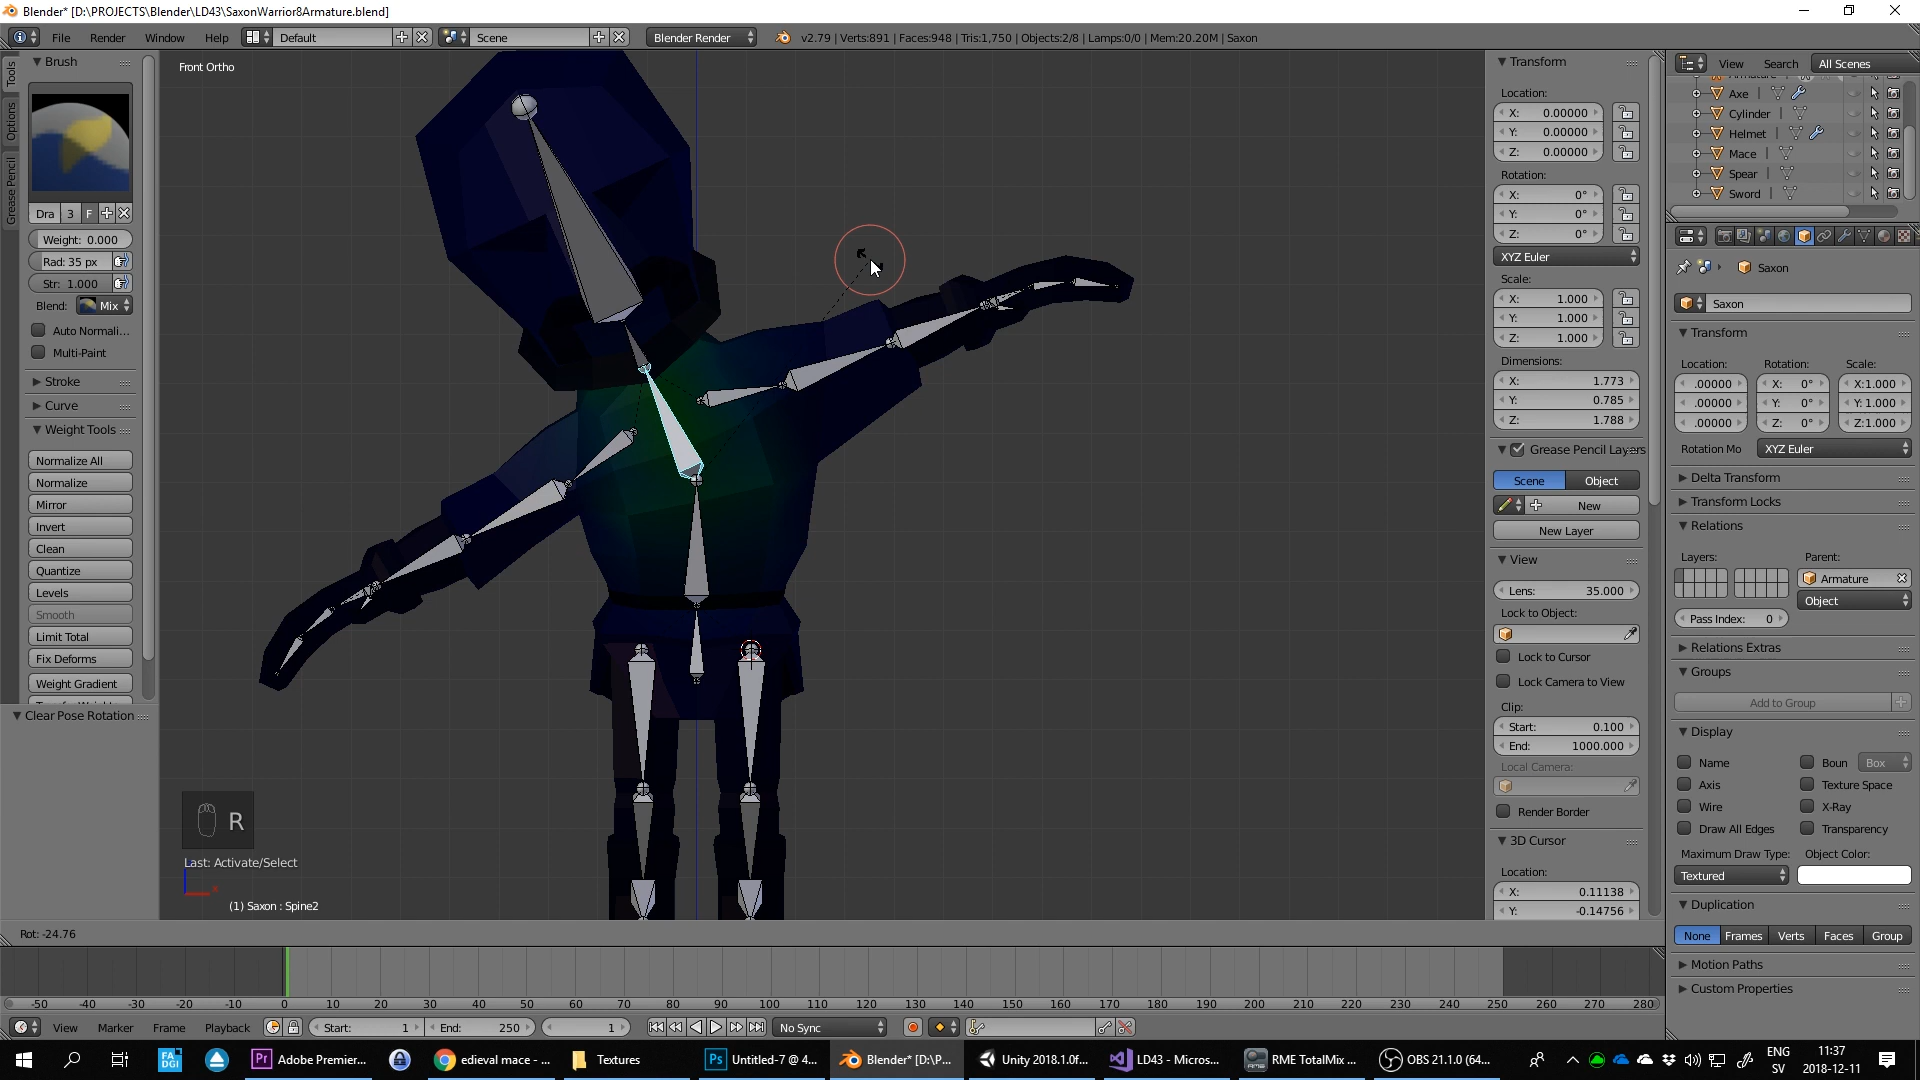 Blender* [D:\PROJECTS\Blender\LD43\SaxonWarrior8Armature.blend]
File Render Window Help Default Scene Blender Render v2.79 | Verts:891 | Faces:948 | Tris:1,750 | Objects:2/8 | Lamps:0/0 | Mem:20.20M | Saxon
Tools
Options
Grease Pencil
Brush
Dra 3 F
Weight: 0.000
Rad: 35 px
Str: 1.000
Blend: Mix
Auto Normali...
Multi-Paint
Stroke
Curve
Weight Tools
Normalize All
Normalize
Mirror
Invert
Clean
Quantize
Levels
Smooth
Limit Total
Fix Deforms
Weight Gradient
Clear Pose Rotation
Front Ortho
R
Last: Activate/Select
(1) Saxon : Spine2
Rot: -24.76
Transform
Location:
X: 0.00000
Y: 0.00000
Z: 0.00000
Rotation:
X: 0°
Y: 0°
Z: 0°
XYZ Euler
Scale:
X: 1.000
Y: 1.000
Z: 1.000
Dimensions:
X: 1.773
Y: 0.785
Z: 1.788
Grease Pencil Layers
Scene Object
New
New Layer
View
Lens: 35.000
Lock to Object:
Lock to Cursor
Lock Camera to View
Clip:
Start: 0.100
End: 1000.000
Local Camera:
Render Border
3D Cursor
Location:
X: 0.11138
Y: -0.14756
View Search All Scenes
Axe
Cylinder
Helmet
Mace
Spear
Sword
Saxon
Saxon
Transform
Location: Rotation: Scale:
.00000 X: 0° X:1.000
.00000 Y: 0° Y: 1.000
.00000 Z: 0° Z:1.000
Rotation Mo XYZ Euler
Delta Transform
Transform Locks
Relations
Layers: Parent:
Armature
Object
Pass Index: 0
Relations Extras
Groups
Add to Group
Display
Name Boun Box
Axis Texture Space
Wire X-Ray
Draw All Edges Transparency
Maximum Draw Type: Object Color:
Textured
Duplication
None Frames Verts Faces Group
Motion Paths
Custom Properties
-50 -40 -30 -20 -10 0 10 20 30 40 50 60 70 80 90 100 110 120 130 140 150 160 170 180 190 200 210 220 230 240 250 260 270 280
View Marker Frame Playback Start: 1 End: 250 1 No Sync
FA DGI
Adobe Premier... edieval mace - ... Textures Untitled-7 @ 4... Blender* [D:\P... Unity 2018.1.0f... LD43 - Micros... RME TotalMix ... OBS 21.1.0 (64...
ENG 11:37
SV 2018-12-11